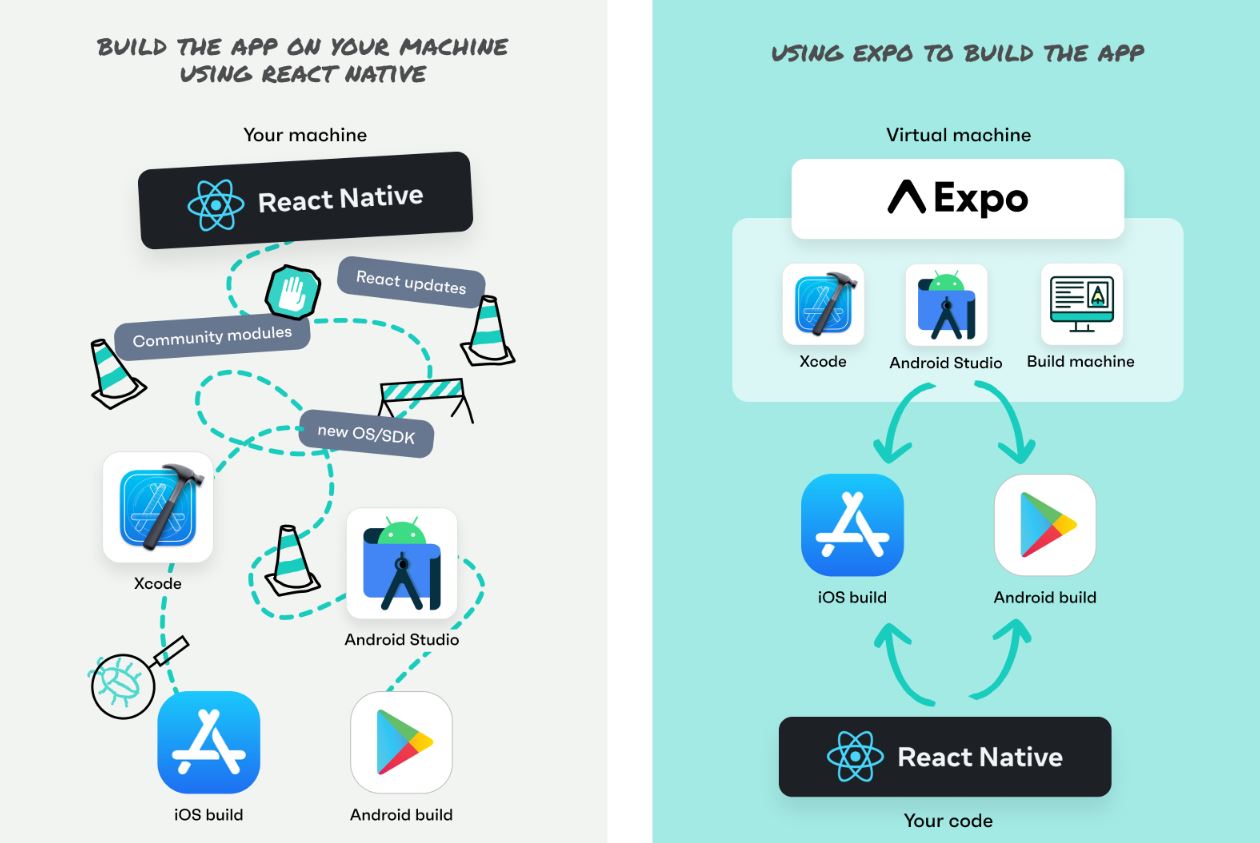 BUILD THE APP ON YOUR MACHINE
USING REACT NATIVE
Your machine
React Native
React updates
Community modules
new OS/SDK
Xcode
Android Studio
iOS build
Android build
USING EXPO TO BUILD THE APP
Virtual machine
Expo
Xcode
Android Studio
Build machine
iOS build
Android build
React Native
Your code